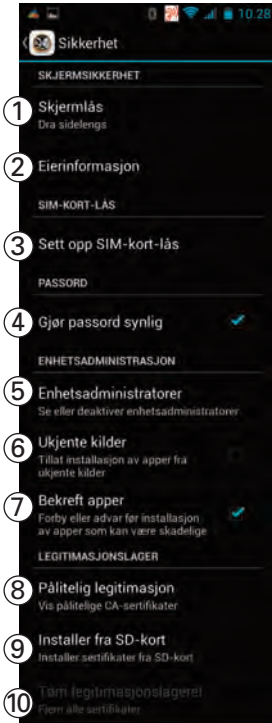 10.28
Sikkerhet
SKJERMSIKKERHET
1 Skjermlås
Dra sidelengs
2 Eierinformasjon
SIM-KORT-LÅS
3 Sett opp SIM-kort-lås
PASSORD
4 Gjør passord synlig
ENHETSADMINISTRASJON
5 Enhetsadministratorer
Se eller deaktiver enhetsadministratorer
6 Ukjente kilder
Tillat installasjon av apper fra
ukjente kilder
7 Bekreft apper
Forby eller advar før installasjon
av apper som kan være skadelige
LEGITIMASJONSLAGER
8 Pålitelig legitimasjon
Vis pålitelige CA-sertifikater
9 Installer fra SD-kort
Installer sertifikater fra SD-kort
10 Tøm legitimasjonslageret
Fjern alle sertifikater